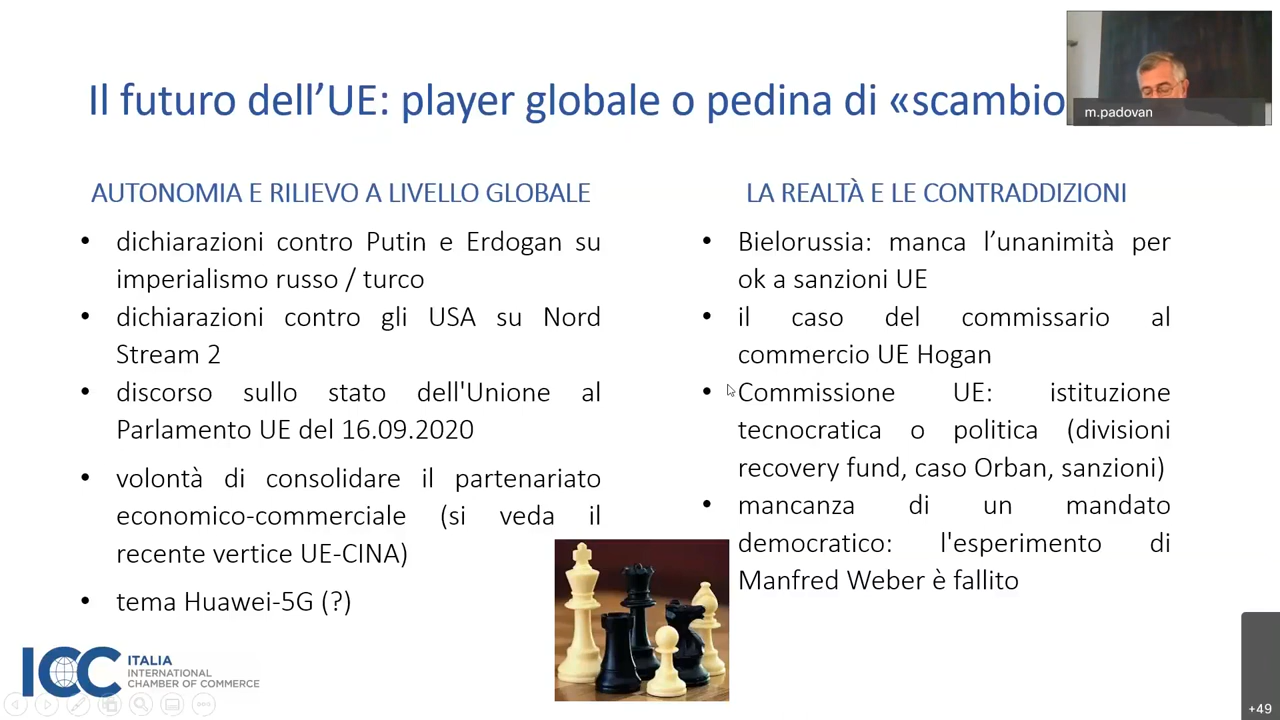 Il futuro dell’UE: player globale o pedina di «scambio
m.padovan
AUTONOMIA E RILIEVO A LIVELLO GLOBALE
• dichiarazioni contro Putin e Erdogan su
imperialismo russo / turco
• dichiarazioni contro gli USA su Nord
Stream 2
• discorso sullo stato dell'Unione al
Parlamento UE del 16.09.2020
• volontà di consolidare il partenariato
economico-commerciale (si veda il
recente vertice UE-CINA)
• tema Huawei-5G (?)
LA REALTÀ E LE CONTRADDIZIONI
• Bielorussia: manca l’unanimità per
ok a sanzioni UE
• il caso del commissario al
commercio UE Hogan
• Commissione UE: istituzione
tecnocratica o politica (divisioni
recovery fund, caso Orban, sanzioni)
• mancanza di un mandato
democratico: l'esperimento di
Manfred Weber è fallito
ICC ITALIA
INTERNATIONAL
CHAMBER OF COMMERCE
+49